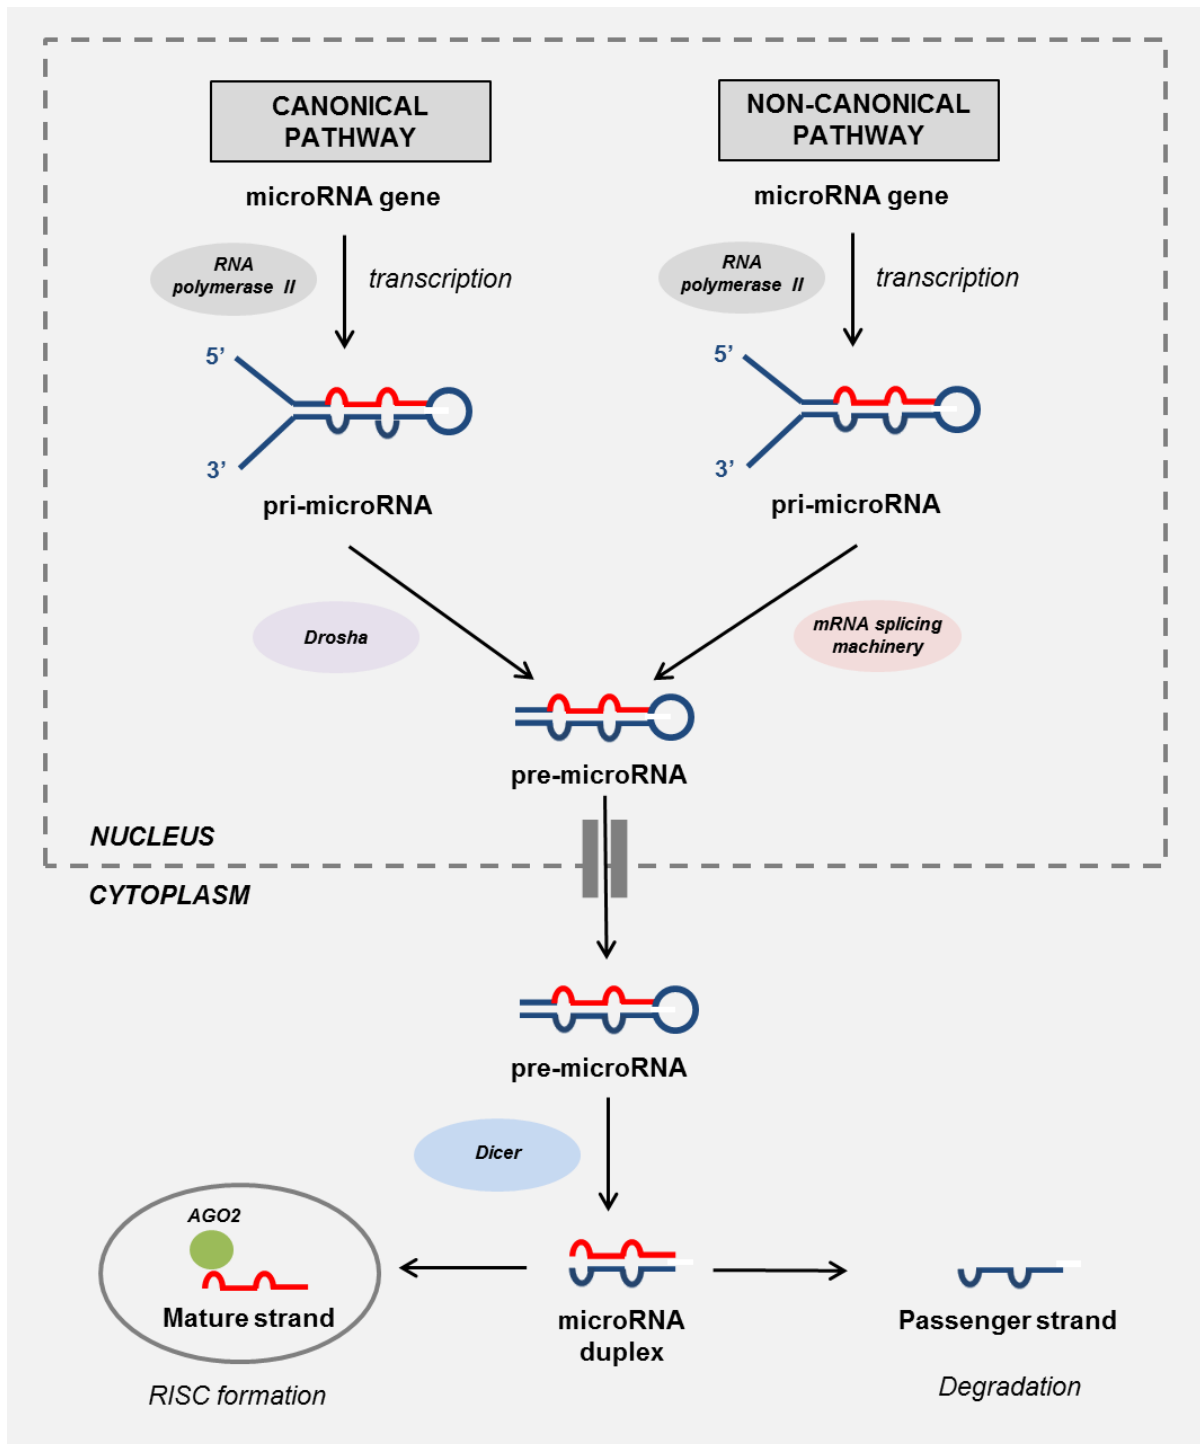 CANONICAL
PATHWAY
microRNA gene
RNA
polymerase II
transcription
5’
3’
pri-microRNA
Drosha
NON-CANONICAL
PATHWAY
microRNA gene
RNA
polymerase II
transcription
5’
3’
pri-microRNA
mRNA splicing
machinery
pre-microRNA
NUCLEUS
CYTOPLASM
pre-microRNA
Dicer
AGO2
Mature strand
RISC formation
microRNA
duplex
Passenger strand
Degradation